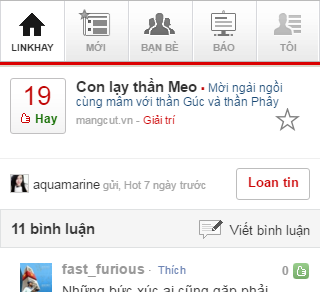 LINKHAY MỚI BẠN BÈ BÁO TÔI
19 Con lạy thần Meo • Mời ngài ngồi
cùng mâm với thần Gúc và thần Phây
Hay mangcut.vn - Giải trí
aquamarine gửi, Hot 7 ngày trước Loan tin
11 bình luận Viết bình luận
fast_furious · Thích 0
Những bức xúc ai cũng gặp phải